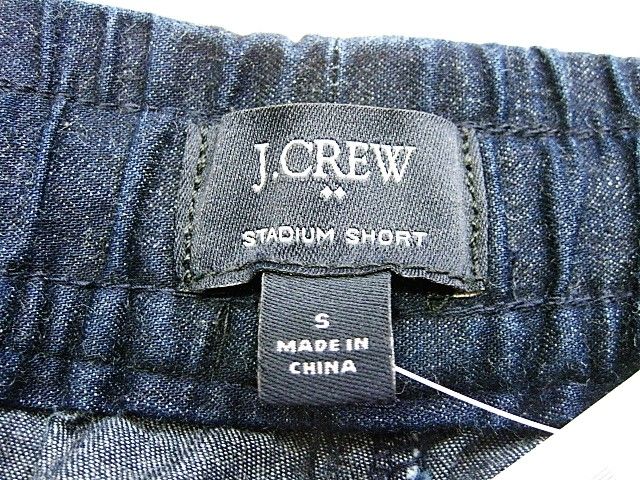 J.CREW
STADIUM SHORT
S
MADE IN
CHINA